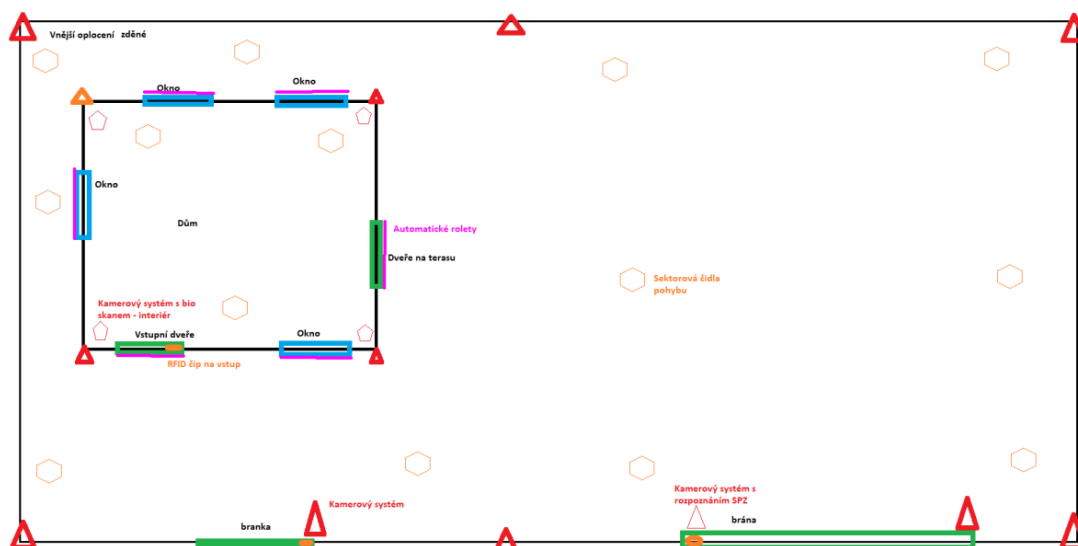 Vnější oplocení zděné
Okno
Okno
Okno
Dům
Automatické rolety
Dveře na terasu
Sektorová čidla
pohybu
Kamerový systém s bio
skanem - interiér
Vstupní dveře
Okno
RFID čip na vstup
Kamerový systém
Kamerový systém s
rozpoznáním SPZ
branka
brána